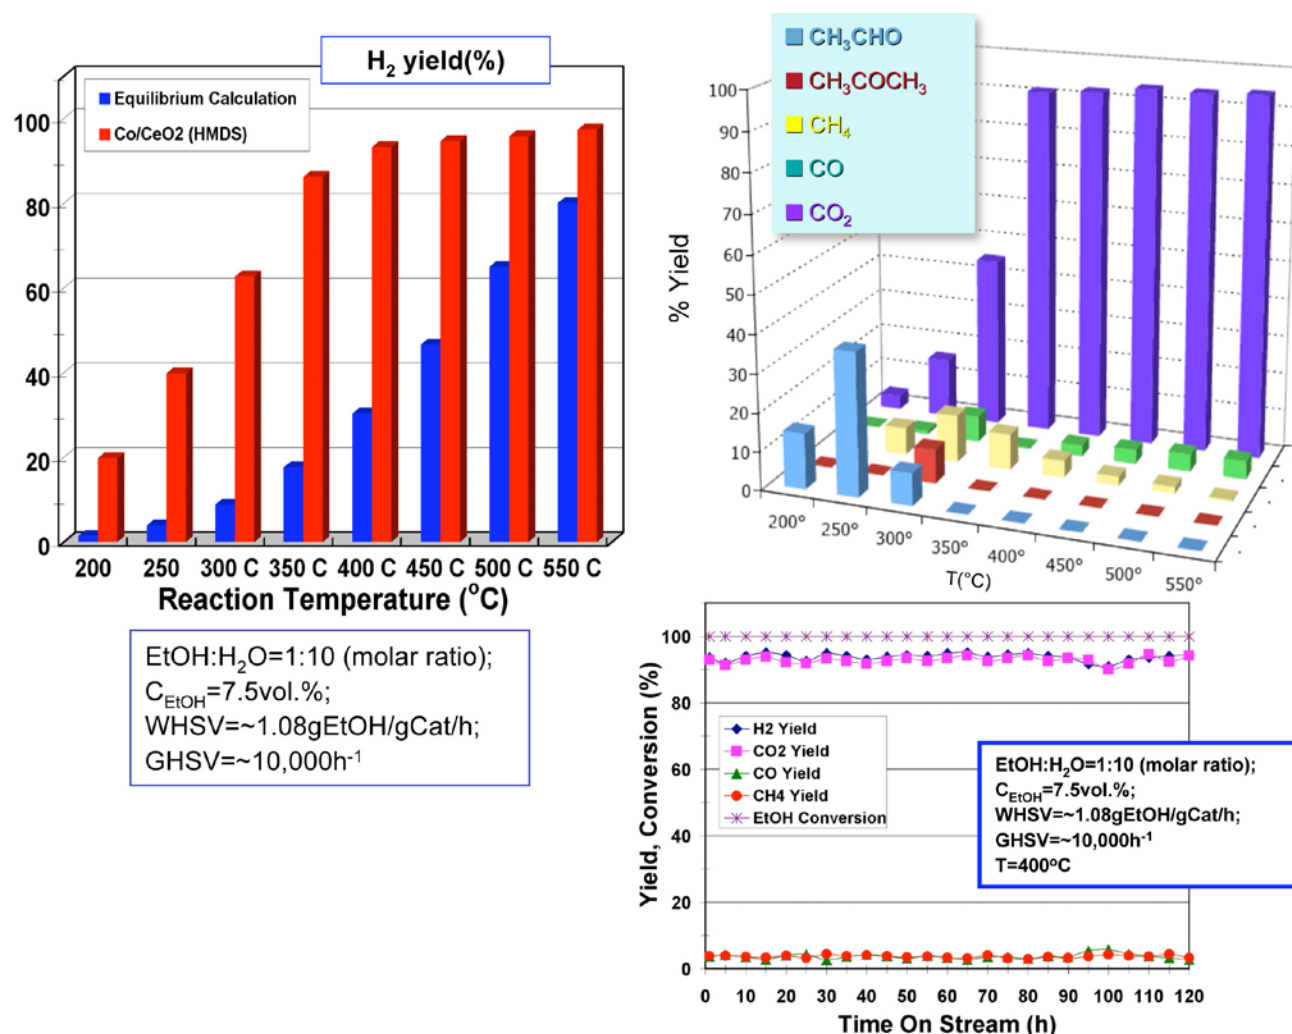 H₂ yield(%)
Equilibrium Calculation
Co/CeO2 (HMDS)
100
80
60
40
20
0
200 250 300 C 350 C 400 C 450 C 500 C 550 C
Reaction Temperature (°C)
EtOH:H₂O=1:10 (molar ratio);
C_EtOH=7.5vol.%;
WHSV=~1.08gEtOH/gCat/h;
GHSV=~10,000h⁻¹
CH₃CHO
CH₃COCH₃
CH₄
CO
CO₂
% Yield
100
90
80
70
60
50
40
30
20
10
0
200° 250° 300° 350° 400° 450° 500° 550°
T(°C)
Yield, Conversion (%)
100
80
60
40
20
0
H2 Yield
CO2 Yield
CO Yield
CH4 Yield
EtOH Conversion
EtOH:H₂O=1:10 (molar ratio);
C_EtOH=7.5vol.%;
WHSV=~1.08gEtOH/gCat/h;
GHSV=~10,000h⁻¹
T=400°C
0 10 20 30 40 50 60 70 80 90 100 110 120
Time On Stream (h)